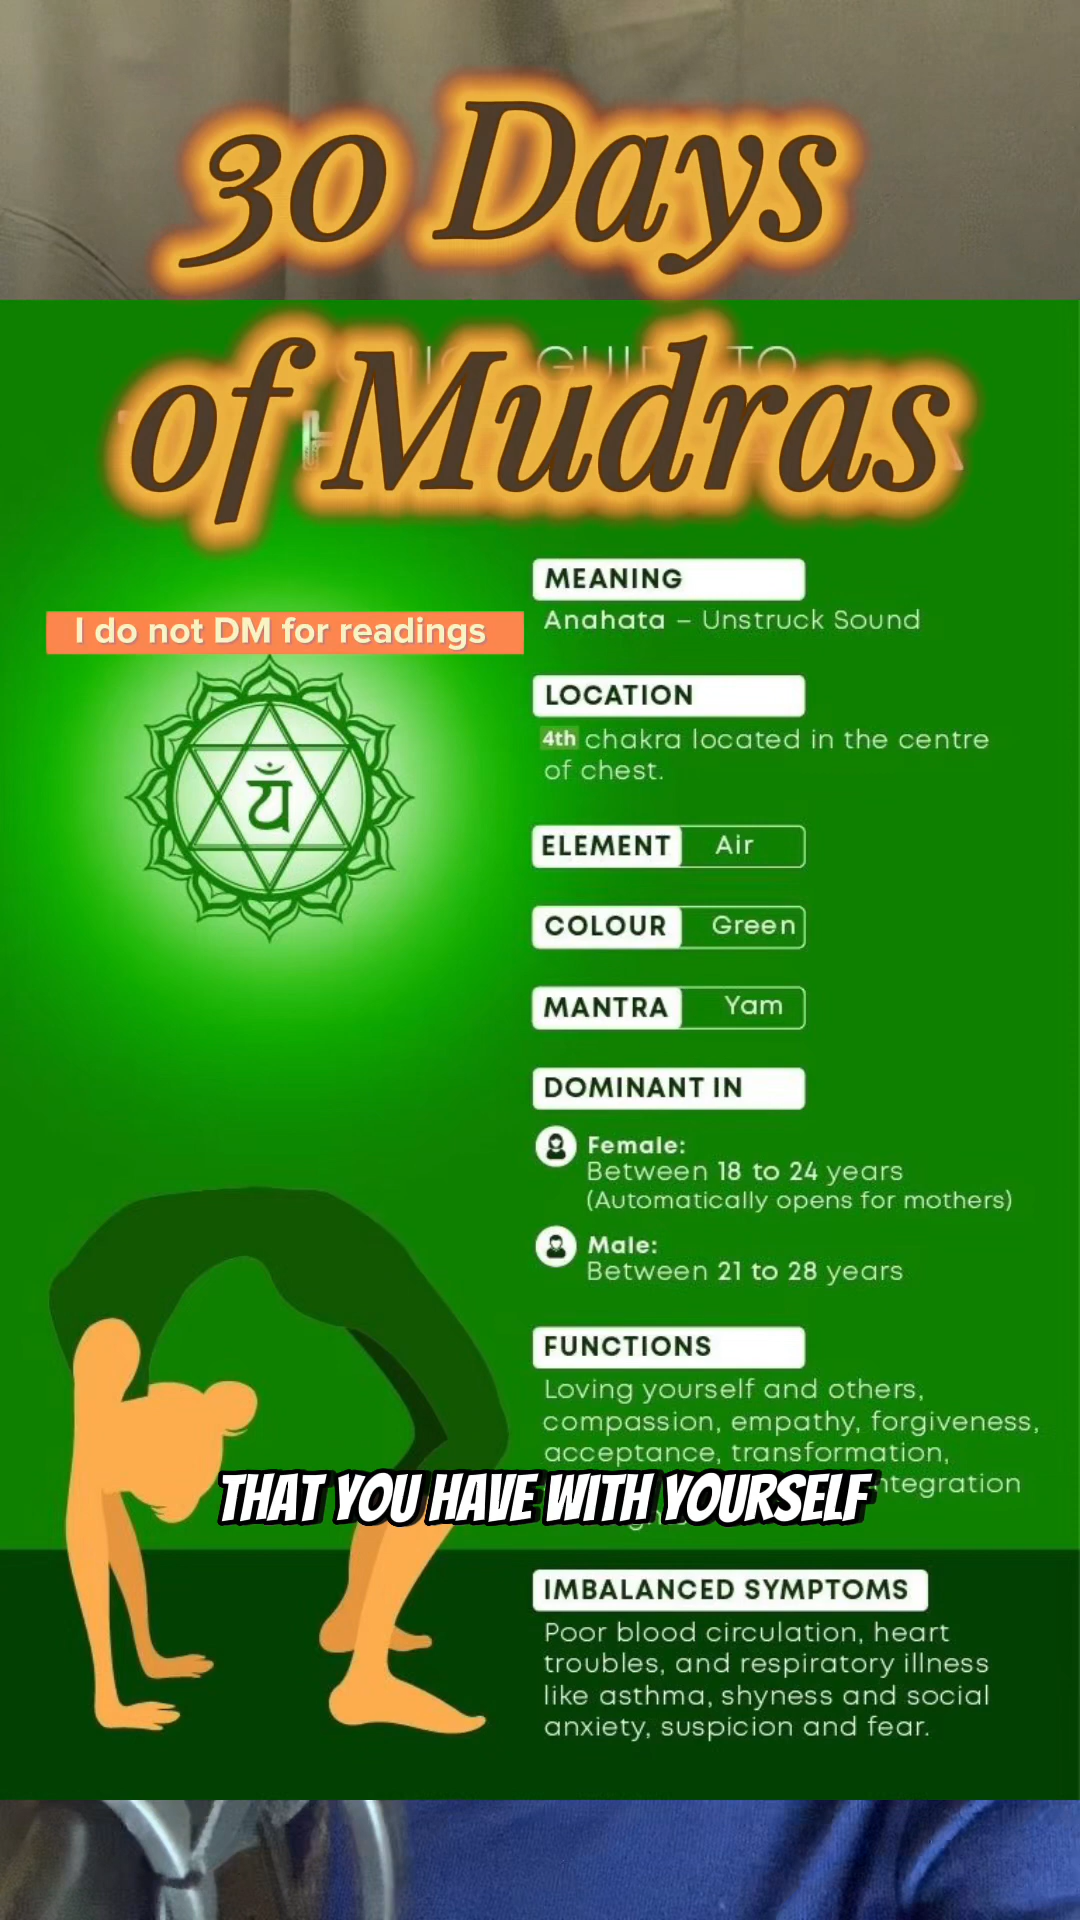 30 Days
of Mudras
GUIDE TO
I do not DM for readings
यं
MEANING
Anahata – Unstruck Sound
LOCATION
4th chakra located in the centre
of chest.
ELEMENT Air
COLOUR Green
MANTRA Yam
DOMINANT IN
Female:
Between 18 to 24 years
(Automatically opens for mothers)
Male:
Between 21 to 28 years
FUNCTIONS
Loving yourself and others,
compassion, empathy, forgiveness,
acceptance, transformation,
THAT YOU HAVE WITH YOURSELF
IMBALANCED SYMPTOMS
Poor blood circulation, heart
troubles, and respiratory illness
like asthma, shyness and social
anxiety, suspicion and fear.